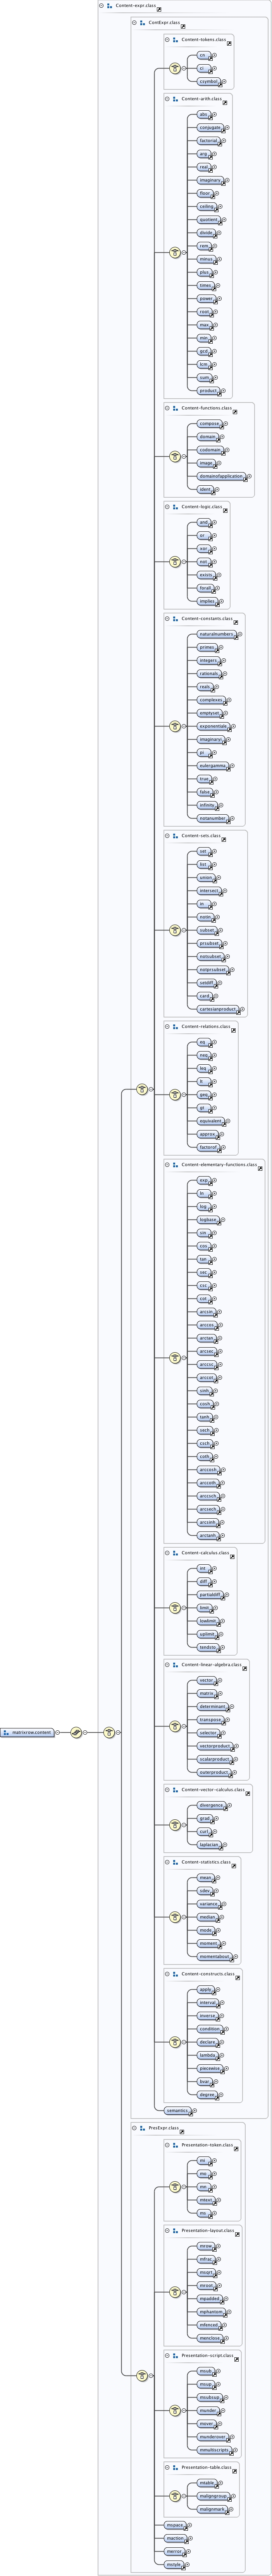 Content-expr.class
ContExpr.class
Content-tokens.class
cn
ci
csymbol
Content-arith.class
abs
conjugate
factorial
arg
real
imaginary
floor
ceiling
quotient
divide
rem
minus
plus
times
power
root
max
min
gcd
lcm
sum
product
Content-functions.class
compose
domain
codomain
image
domainofapplication
ident
Content-logic.class
and
or
xor
not
exists
forall
implies
Content-constants.class
naturalnumbers
primes
integers
rationals
reals
complexes
emptyset
exponentiale
imaginaryi
pi
eulergamma
true
false
infinity
notanumber
Content-sets.class
set
list
union
intersect
in
notin
subset
prsubset
notsubset
notprsubset
setdiff
card
cartesianproduct
Content-relations.class
eq
neq
leq
lt
geq
gt
equivalent
approx
factorof
Content-elementary-functions.class
exp
ln
log
logbase
sin
cos
tan
sec
csc
cot
arcsin
arccos
arctan
arcsec
arccsc
arccot
sinh
cosh
tanh
sech
csch
coth
arccosh
arccoth
arccsch
arcsech
arcsinh
arctanh
Content-calculus.class
int
diff
partialdiff
limit
lowlimit
uplimit
tendsto
Content-linear-algebra.class
vector
matrix
determinant
transpose
selector
vectorproduct
scalarproduct
outerproduct
matrixrow.content
Content-vector-calculus.class
divergence
grad
curl
laplacian
Content-statistics.class
mean
sdev
variance
median
mode
moment
momentabout
Content-constructs.class
apply
interval
inverse
condition
declare
lambda
piecewise
bvar
degree
semantics
PresExpr.class
Presentation-token.class
mi
mo
mn
mtext
ms
Presentation-layout.class
mrow
mfrac
msqrt
mroot
mpadded
mphantom
mfenced
menclose
Presentation-script.class
msub
msup
msubsup
munder
mover
munderover
mmultiscripts
Presentation-table.class
mtable
maligngroup
malignmark
mspace
maction
merror
mstyle